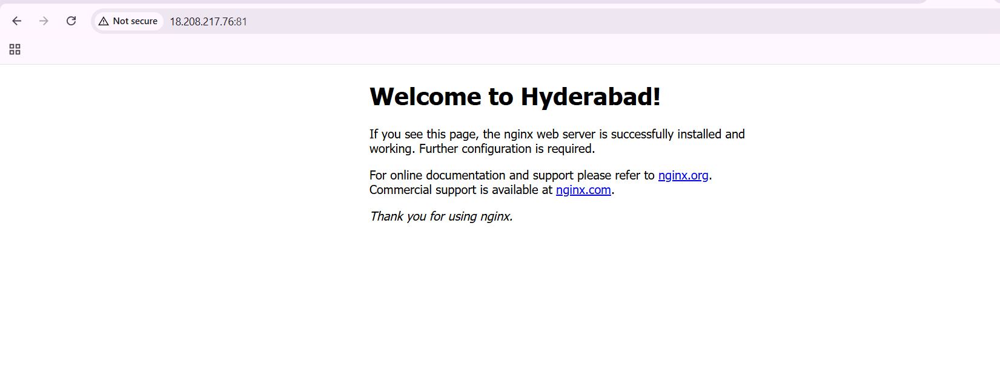 Not secure
18.208.217.76:81
Welcome to Hyderabad!
If you see this page, the nginx web server is successfully installed and
working. Further configuration is required.
For online documentation and support please refer to nginx.org.
Commercial support is available at nginx.com.
Thank you for using nginx.